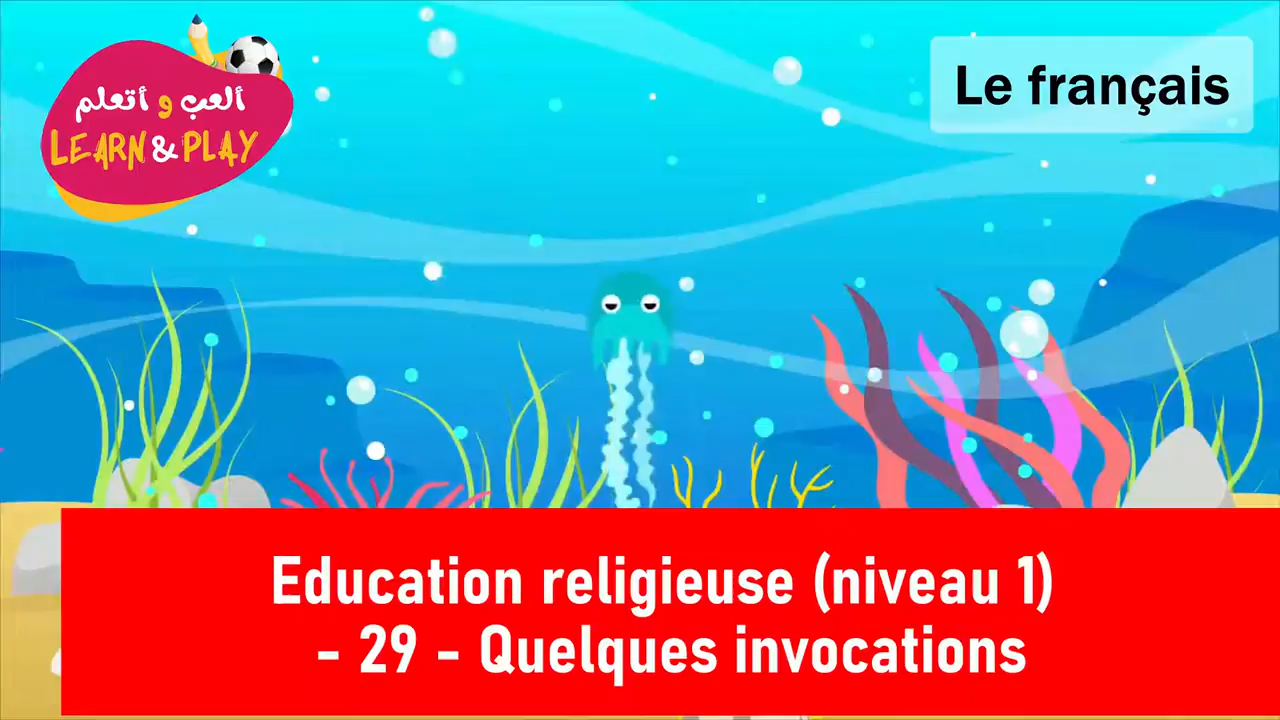 ألعب و أتعلم
LEARN & PLAY
Le français
Education religieuse (niveau 1)
- 29 - Quelques invocations